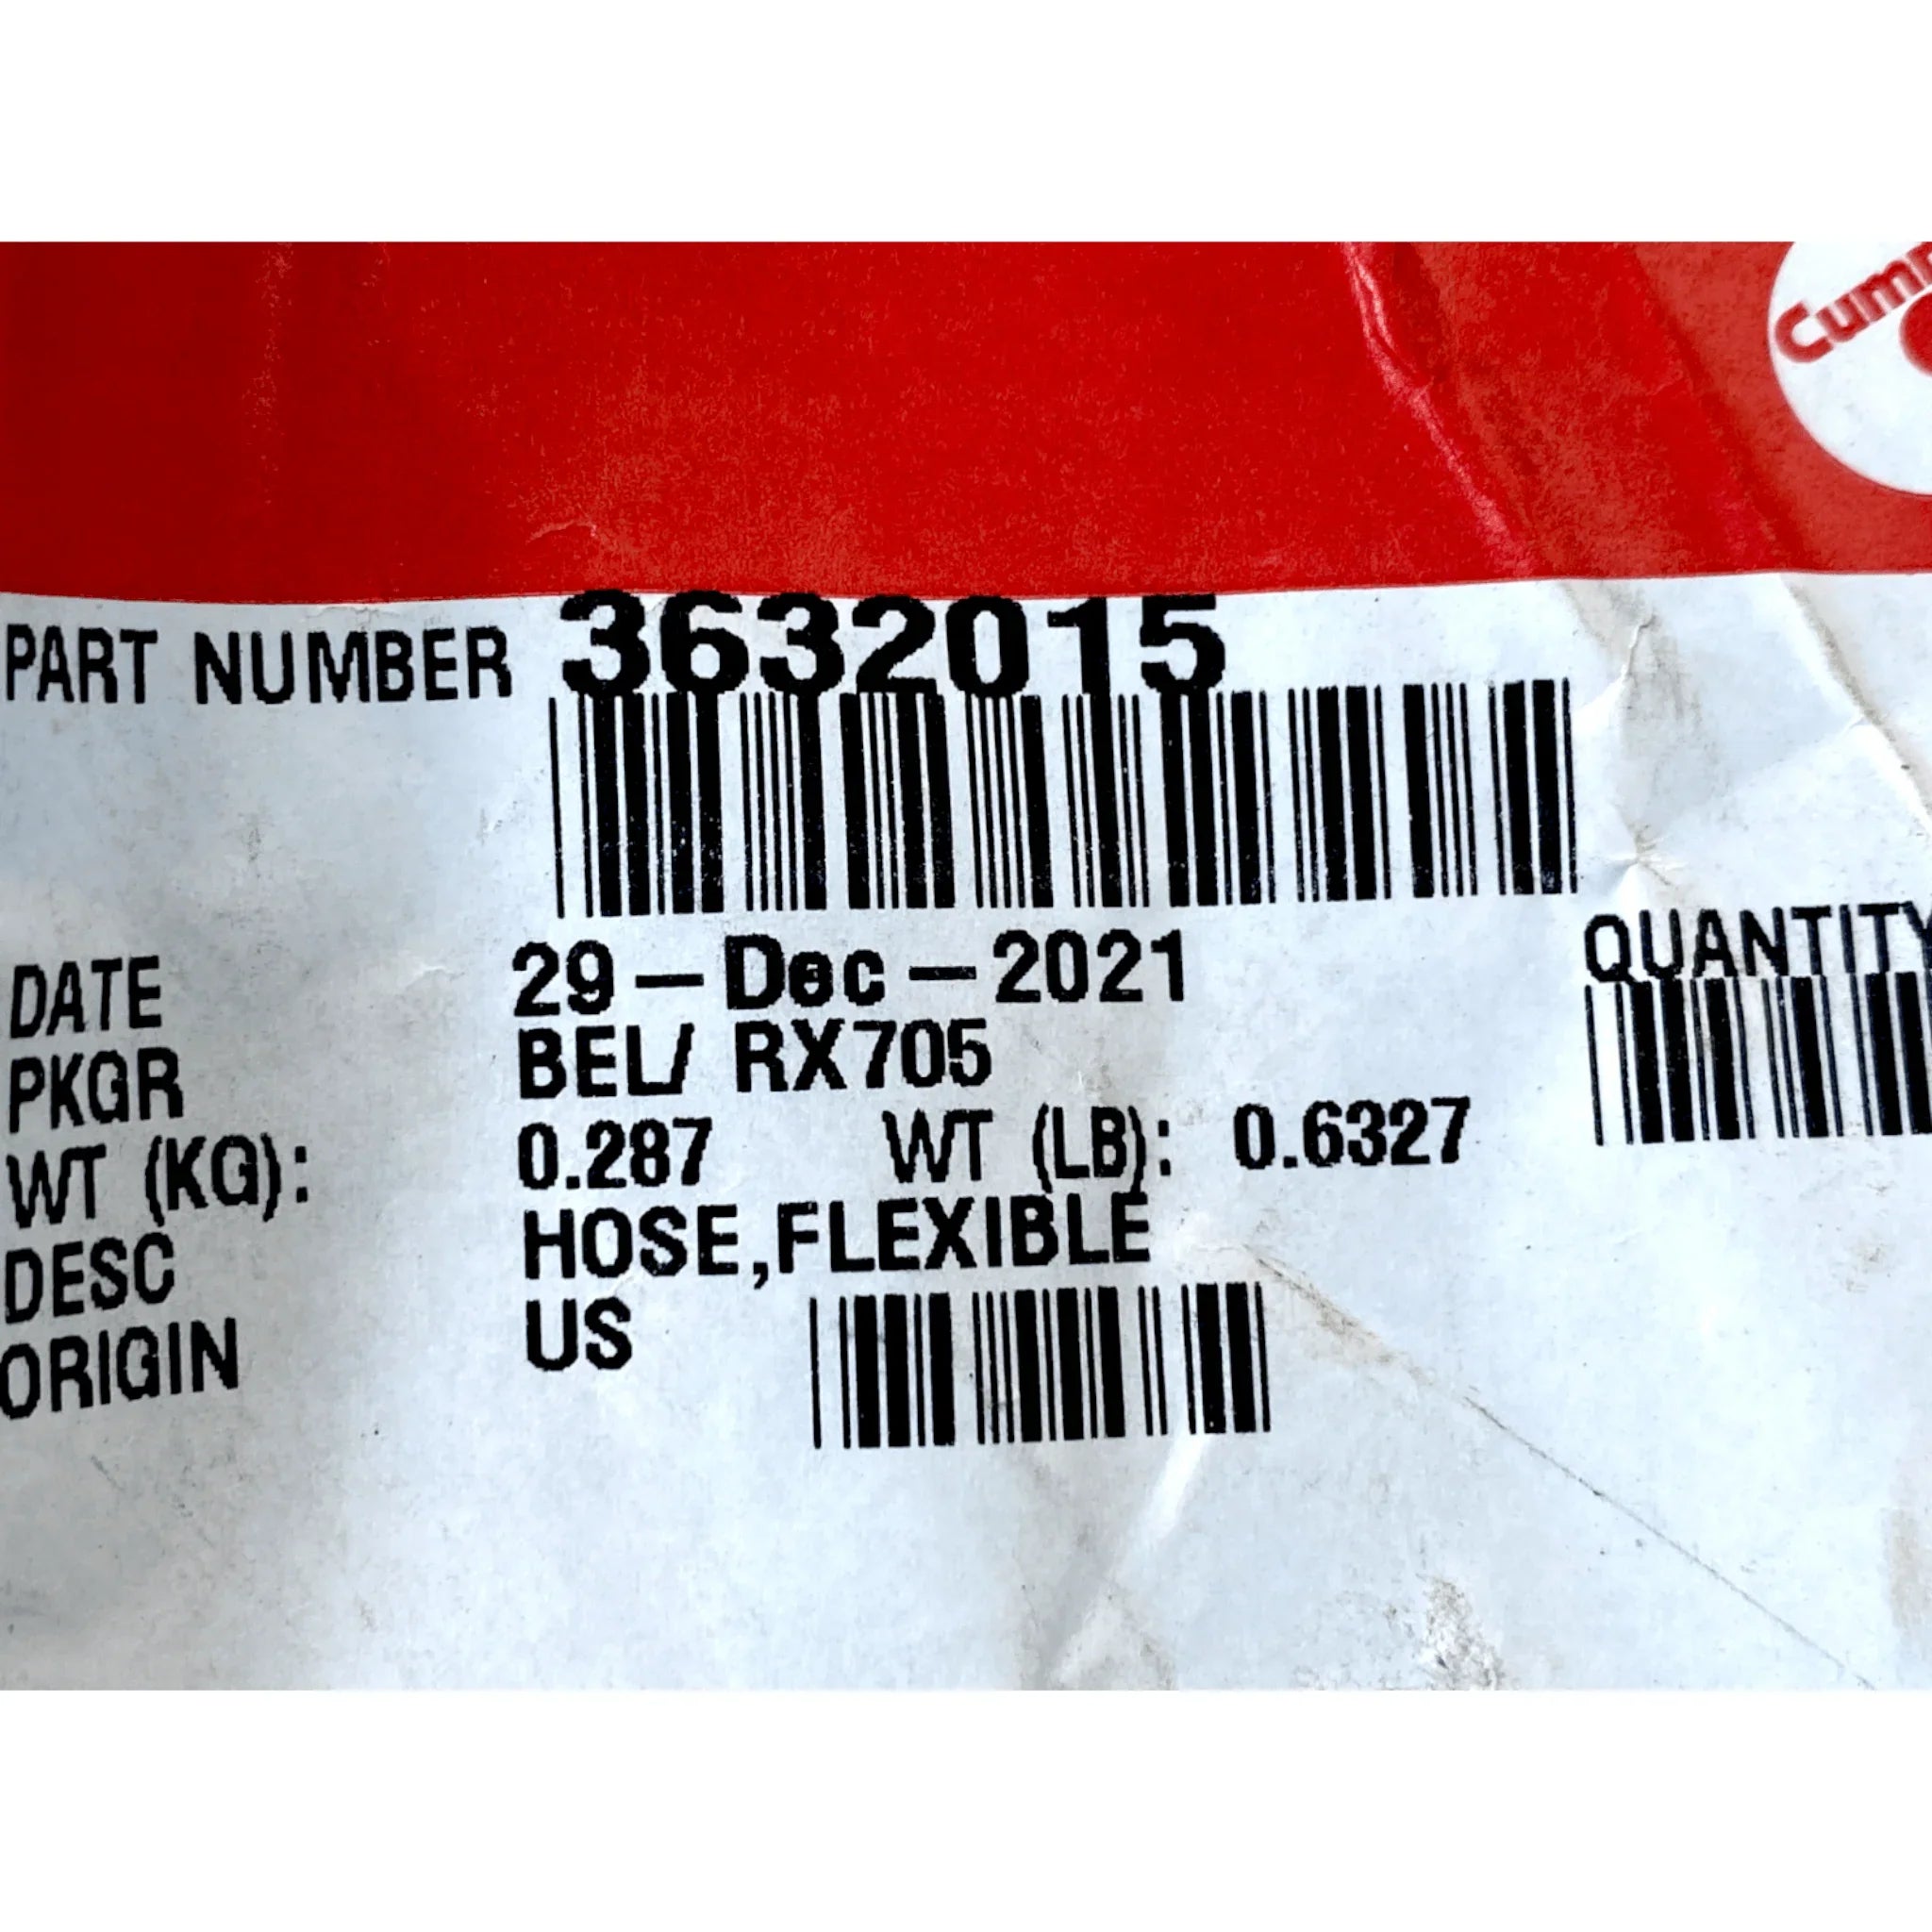 Cumm
PART NUMBER 3632015
DATE 29-Dec-2021
QUANTITY
PKGR BEL/ RX705
WT (KG): 0.287 WT (LB): 0.6327
DESC HOSE,FLEXIBLE
ORIGIN US